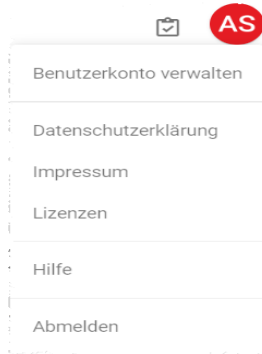 AS
Benutzerkonto verwalten
Datenschutzerklärung
Impressum
Lizenzen
Hilfe
Abmelden